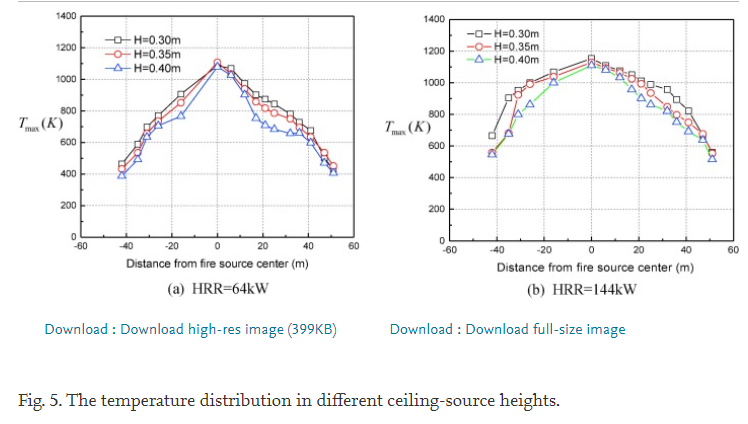 1400
1200
1000
800
600
400
200
0
T_max (K)
H=0.30m
H=0.35m
H=0.40m
-60 -40 -20 0 20 40 60
Distance from fire source center (m)
(a) HRR=64kW
1400
1200
1000
800
600
400
200
0
T_max (K)
H=0.30m
H=0.35m
H=0.40m
-60 -40 -20 0 20 40 60
Distance from fire source center (m)
(b) HRR=144kW
Download : Download high-res image (399KB)
Download : Download full-size image
Fig. 5. The temperature distribution in different ceiling-source heights.